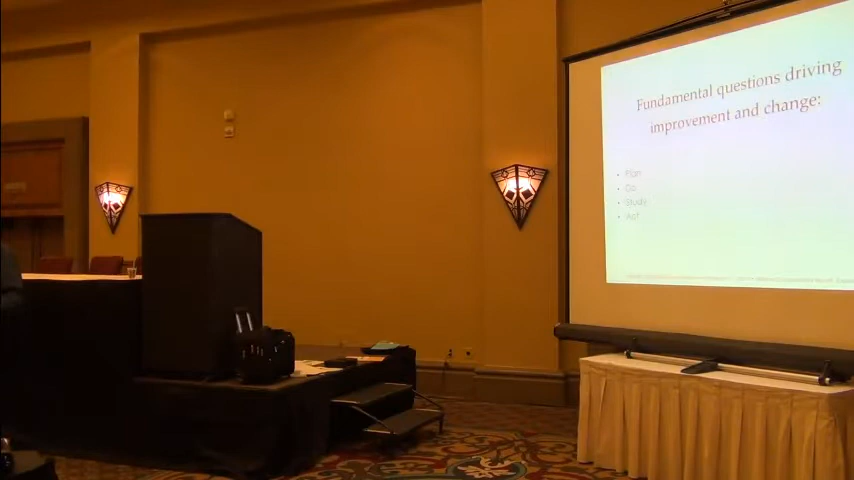 Fundamental questions driving
improvement and change:
• Plan
• Do
• Study
• Act